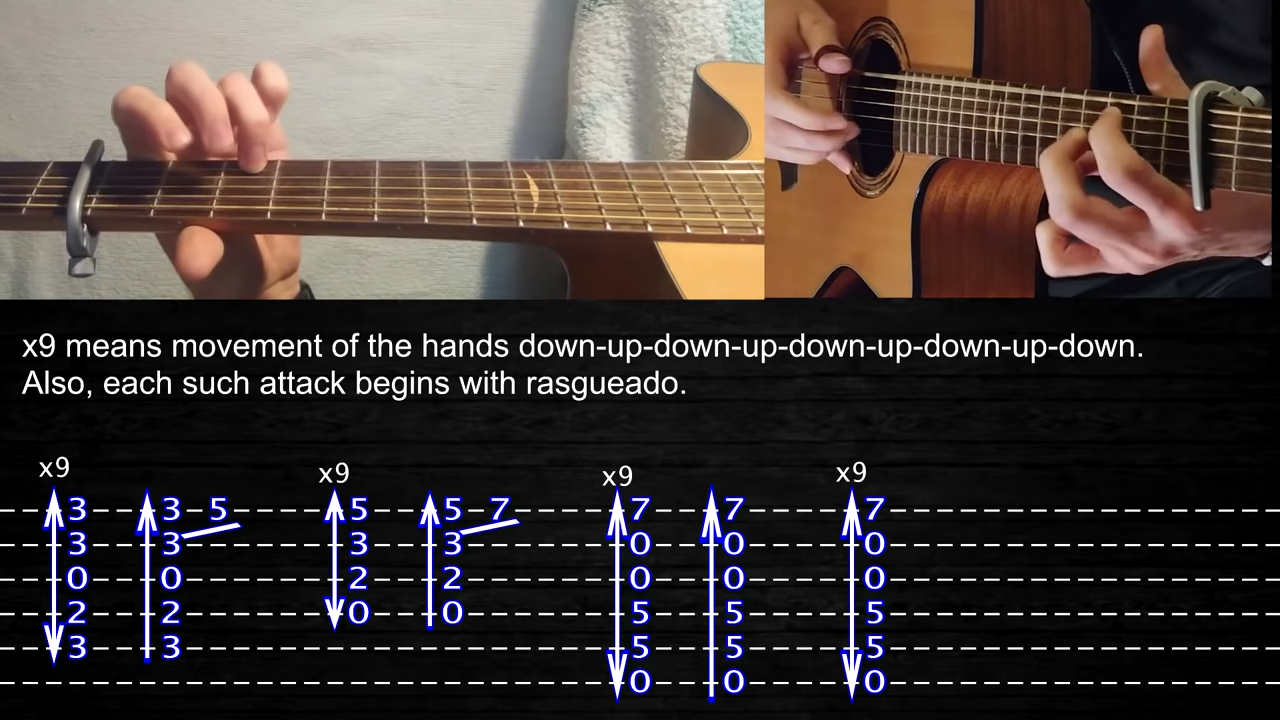 x9 means movement of the hands down-up-down-up-down-up-down-up-down.
Also, each such attack begins with rasgueado.
x9 x9 x9 x9
3 3 5 5 5 7 7 7 7
3 3 3 3 0 0 0
0 0 2 2 0 0 0
2 2 0 0 5 5 5
3 3 5 5 5
0 0 0